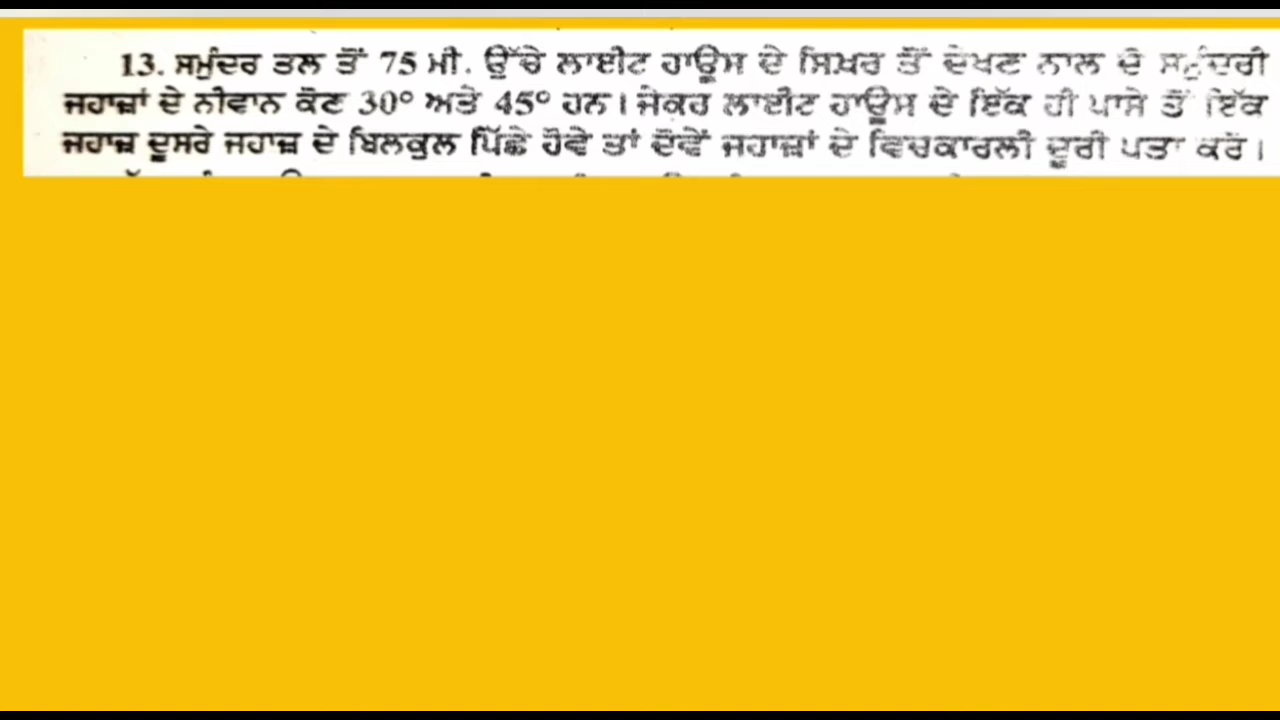 13. ਸਮੁੰਦਰ ਤਲ ਤੋਂ 75 ਮੀ. ਉੱਚੇ ਲਾਈਟ ਹਾਊਸ ਦੇ ਸਿਖ਼ਰ ਤੋਂ ਦੇਖਣ ਨਾਲ ਦੋ ਸਮੁੰਦਰੀ
ਜਹਾਜ਼ਾਂ ਦੇ ਨੀਵਾਨ ਕੋਣ 30° ਅਤੇ 45° ਹਨ। ਜੇਕਰ ਲਾਈਟ ਹਾਊਸ ਦੇ ਇੱਕ ਹੀ ਪਾਸੇ ਤੋਂ ਇੱਕ
ਜਹਾਜ਼ ਦੂਸਰੇ ਜਹਾਜ਼ ਦੇ ਬਿਲਕੁਲ ਪਿੱਛੇ ਹੋਵੇ ਤਾਂ ਦੋਵੇਂ ਜਹਾਜ਼ਾਂ ਦੇ ਵਿਚਕਾਰਲੀ ਦੂਰੀ ਪਤਾ ਕਰੋ।